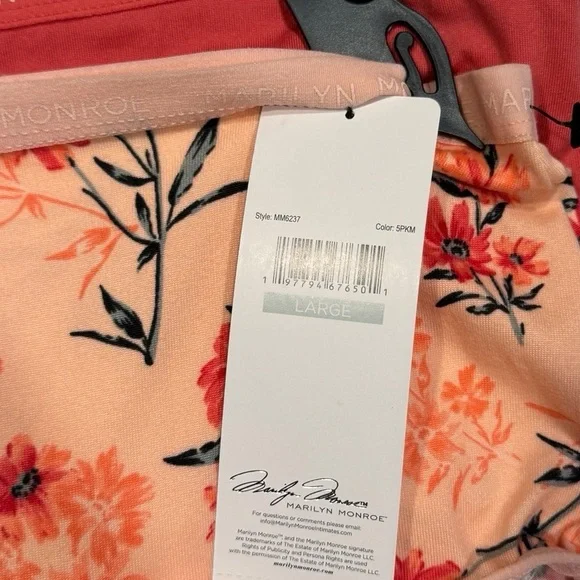 MONROE MARILYN MO MAR
Style: MM6237
Color: 5PKM
1 97794 67650 1
LARGE
Marilyn Monroe™
MARILYN MONROE™
For questions or comments please email:
info@MarilynMonroeIntimates.com
Marilyn Monroe™ and the Marilyn Monroe signature
are trademarks of The Estate of Marilyn Monroe LLC.
Rights of Publicity and Persona Rights are used
with the permission of The Estate of Marilyn Monroe LLC.
marilynmonroe.com